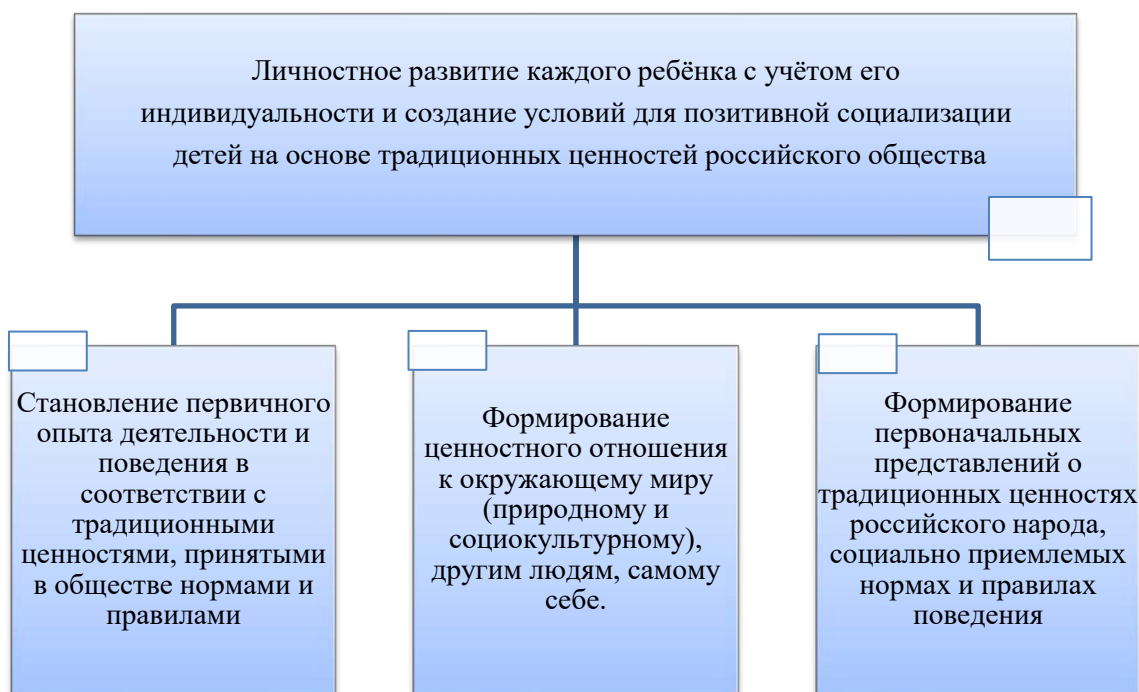 Личностное развитие каждого ребёнка с учётом его
индивидуальности и создание условий для позитивной социализации
детей на основе традиционных ценностей российского общества
Становление первичного
опыта деятельности и
поведения в
соответствии с
традиционными
ценностями, принятыми
в обществе нормами и
правилами
Формирование
ценностного отношения
к окружающему миру
(природному и
социокультурному),
другим людям, самому
себе.
Формирование
первоначальных
представлений о
традиционных ценностях
российского народа,
социально приемлемых
нормах и правилах
поведения